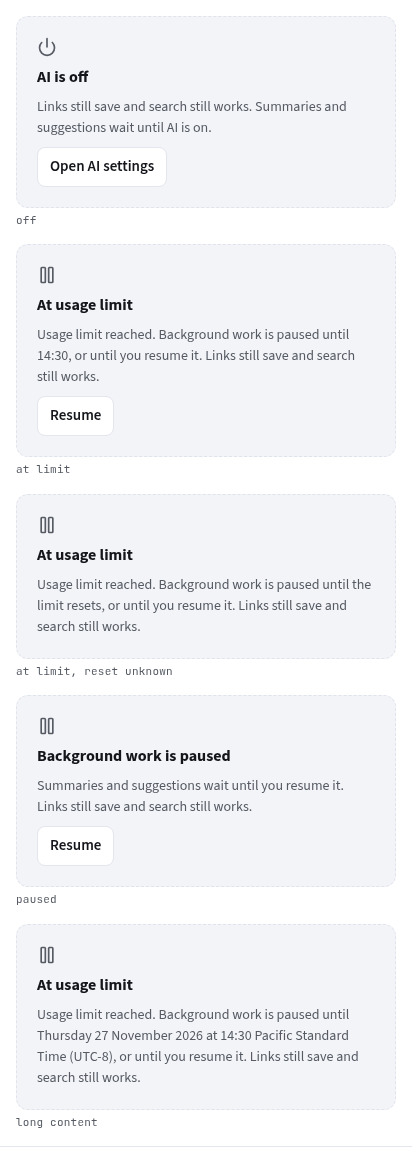 AI is off
Links still save and search still works. Summaries and
suggestions wait until AI is on.
Open AI settings
off
At usage limit
Usage limit reached. Background work is paused until
14:30, or until you resume it. Links still save and search
still works.
Resume
at limit
At usage limit
Usage limit reached. Background work is paused until the
limit resets, or until you resume it. Links still save and
search still works.
at limit, reset unknown
Background work is paused
Summaries and suggestions wait until you resume it.
Links still save and search still works.
Resume
paused
At usage limit
Usage limit reached. Background work is paused until
Thursday 27 November 2026 at 14:30 Pacific Standard
Time (UTC-8), or until you resume it. Links still save and
search still works.
long content